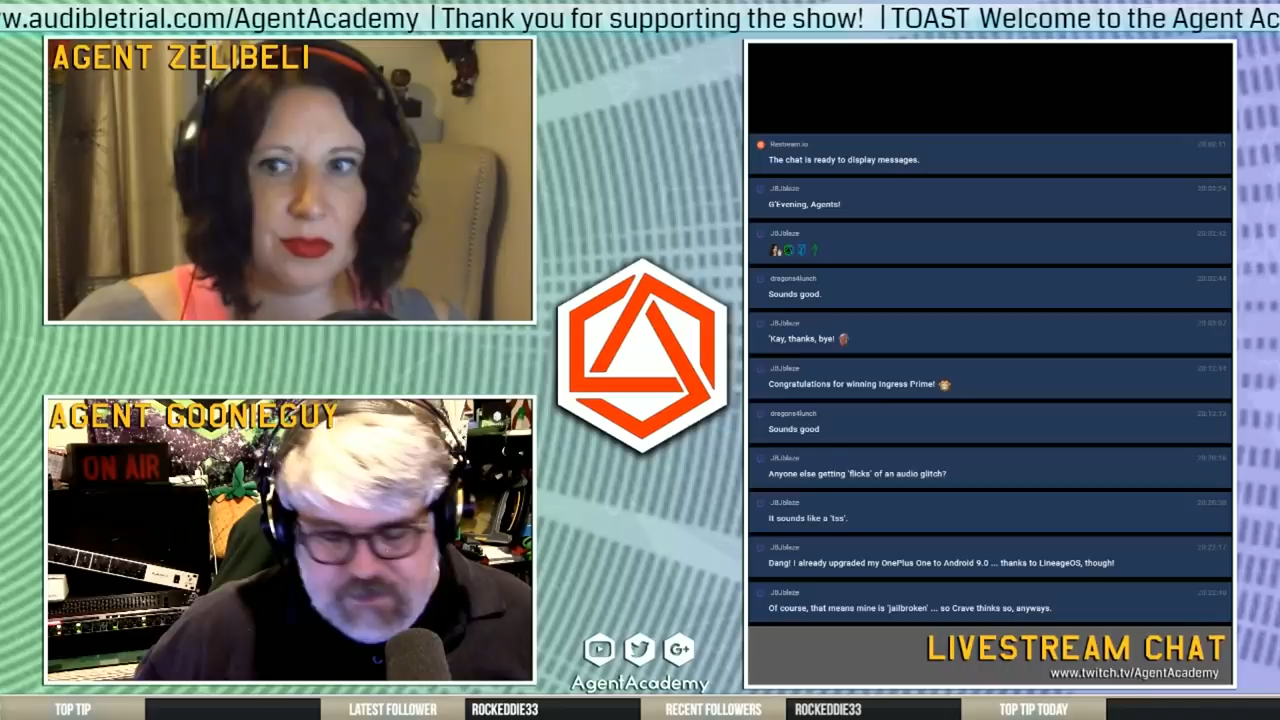 w.audibletrial.com/AgentAcademy | Thank you for supporting the show! | TOAST Welcome to the Agent Ac
AGENT ZELIBELI
AGENT GOONIEGUY
ON AIR
AgentAcademy
Restream.io
The chat is ready to display messages.
JBJblaze
G'Evening, Agents!
JBJblaze
dragons4lunch
Sounds good.
JBJblaze
'Kay, thanks, bye!
JBJblaze
Congratulations for winning Ingress Prime!
dragons4lunch
Sounds good
JBJblaze
Anyone else getting 'flicks' of an audio glitch?
JBJblaze
It sounds like a 'tss'.
JBJblaze
Dang! I already upgraded my OnePlus One to Android 9.0 ... thanks to LineageOS, though!
JBJblaze
Of course, that means mine is 'jailbroken' ... so Crave thinks so, anyways.
LIVESTREAM CHAT
www.twitch.tv/AgentAcademy
TOP TIP LATEST FOLLOWER ROCKEDDIE33 RECENT FOLLOWERS ROCKEDDIE33 TOP TIP TODAY